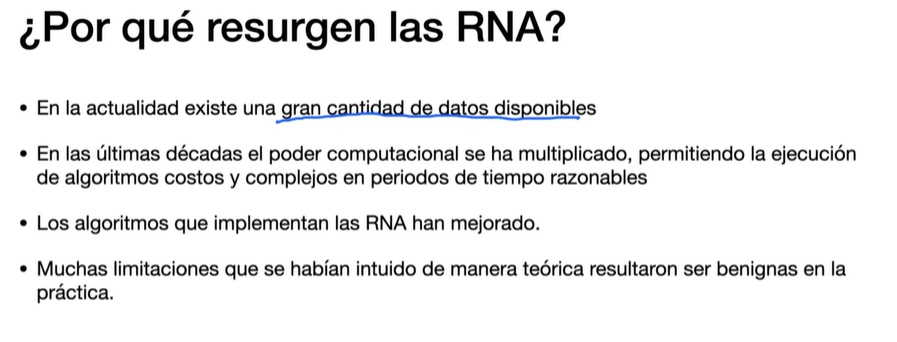 ¿Por qué resurgen las RNA?
• En la actualidad existe una gran cantidad de datos disponibles
• En las últimas décadas el poder computacional se ha multiplicado, permitiendo la ejecución
de algoritmos costos y complejos en periodos de tiempo razonables
• Los algoritmos que implementan las RNA han mejorado.
• Muchas limitaciones que se habían intuido de manera teórica resultaron ser benignas en la
práctica.